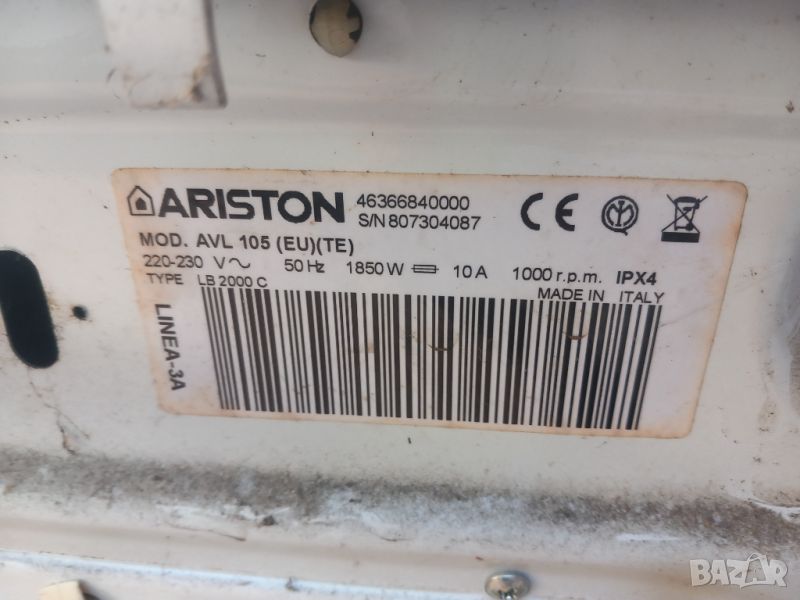 ARISTON
46366840000
S/N 807304087
MOD. AVL 105 (EU)(TE)
220-230 V 50 Hz 1850 W 10 A 1000 r.p.m. IPX4
TYPE LB 2000 C MADE IN ITALY
LINEA-3A
BAZAR